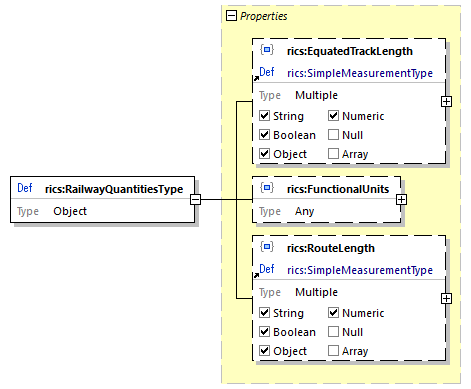 Properties
rics:EquatedTrackLength
Def rics:SimpleMeasurementType
Type Multiple
String Numeric
Boolean Null
Object Array
Def rics:RailwayQuantitiesType
Type Object
rics:FunctionalUnits
Type Any
rics:RouteLength
Def rics:SimpleMeasurementType
Type Multiple
String Numeric
Boolean Null
Object Array